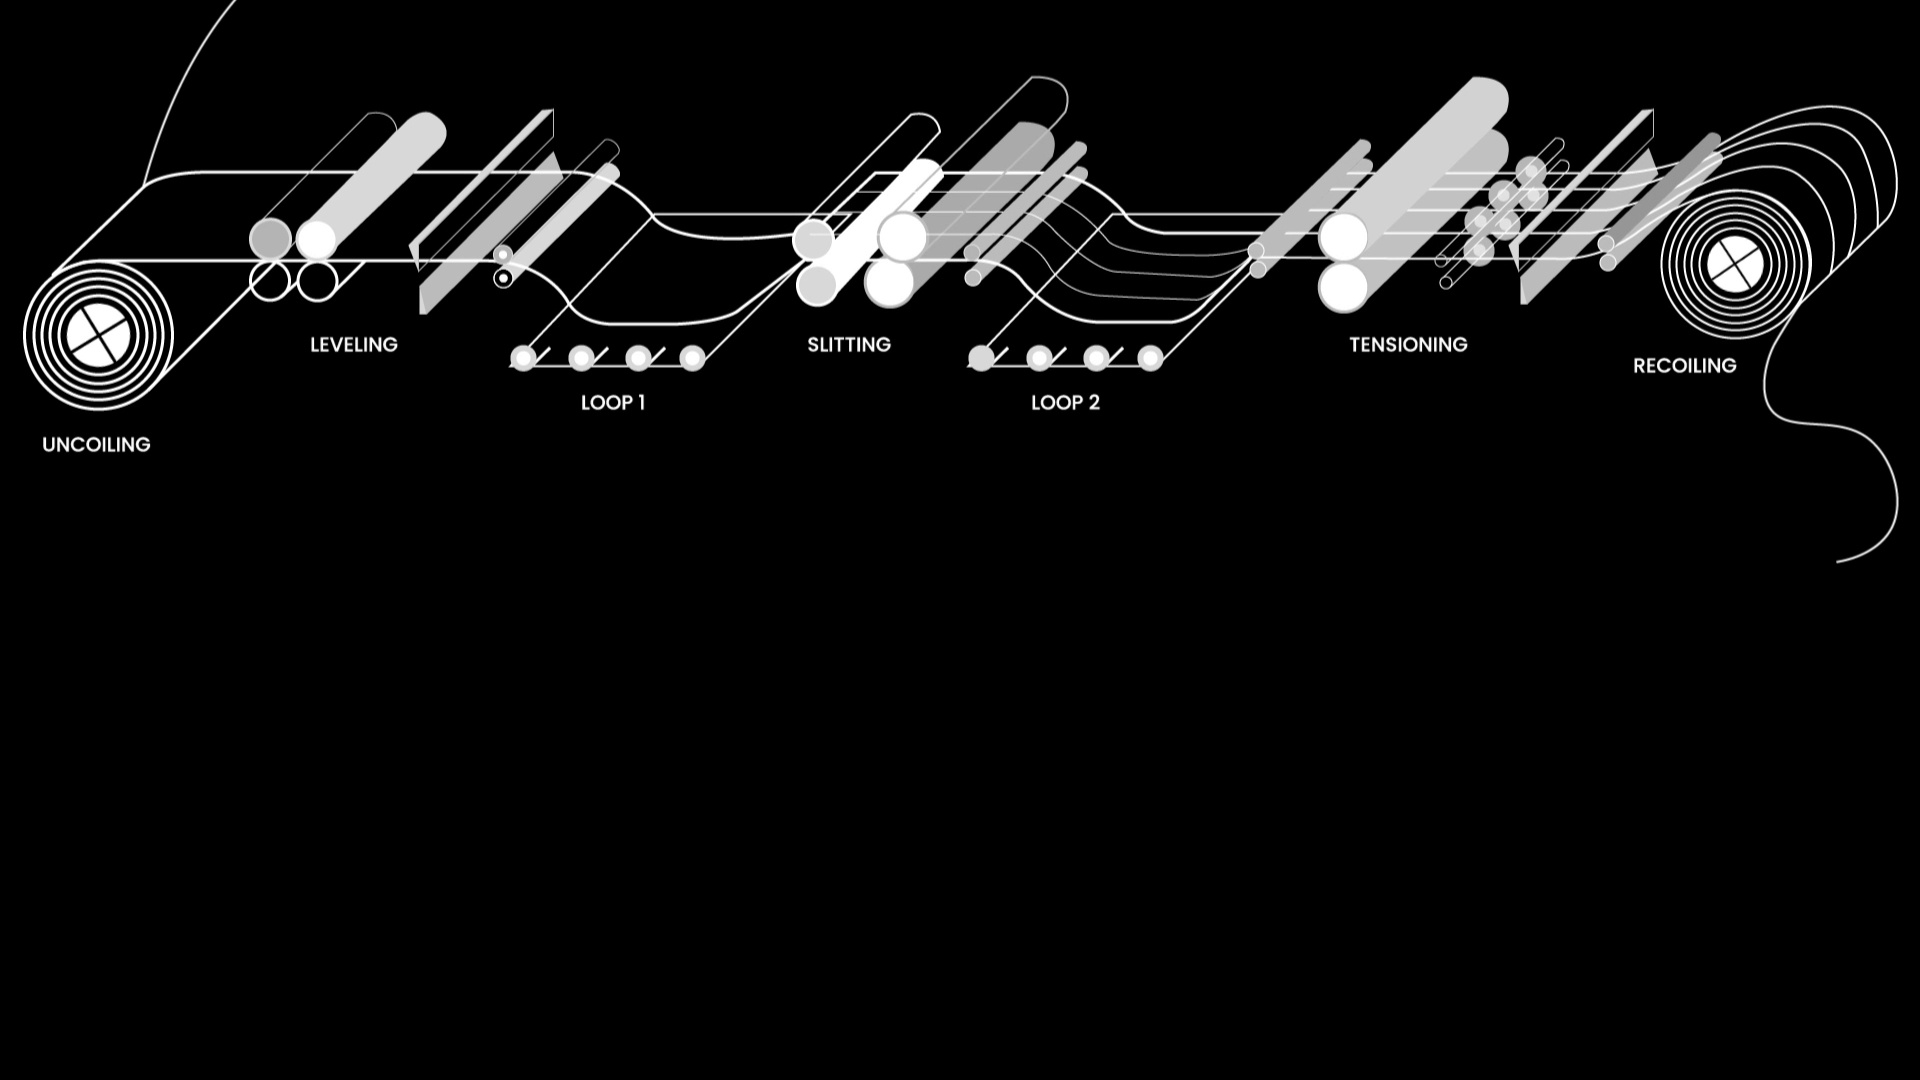 UNCOILING
LEVELING
LOOP 1
SLITTING
LOOP 2
TENSIONING
RECOILING